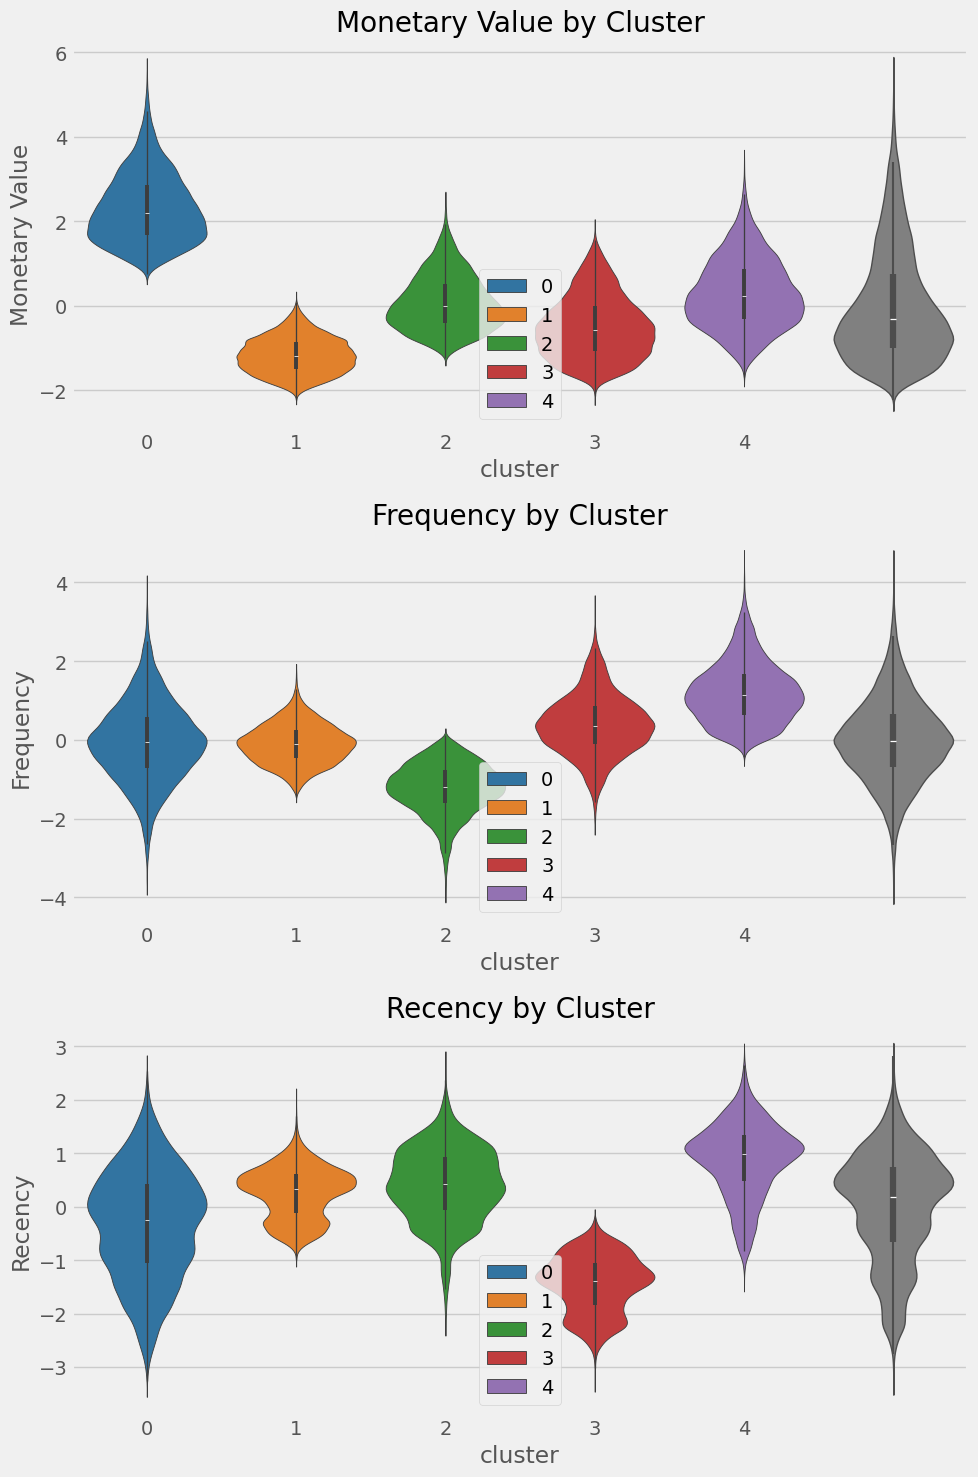 Monetary Value by Cluster
Monetary Value
6
4
2
0
−2
0
1
2
3
4
0 1 2 3 4
cluster
Frequency by Cluster
Frequency
4
2
0
−2
−4
0
1
2
3
4
0 1 2 3 4
cluster
Recency by Cluster
Recency
3
2
1
0
−1
−2
−3
0
1
2
3
4
0 1 2 3 4
cluster